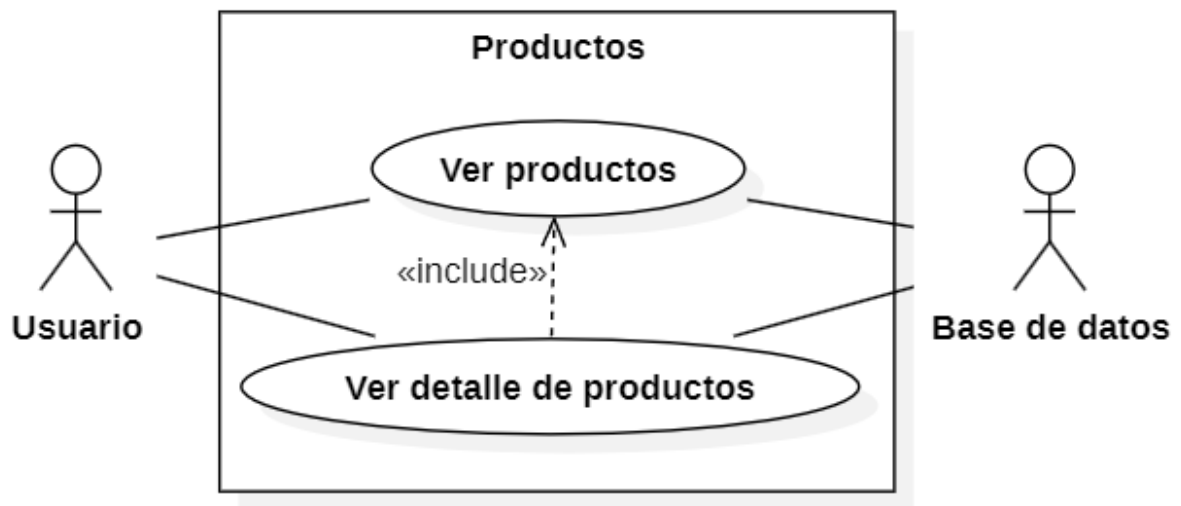 Productos
Ver productos
«include»
Usuario
Base de datos
Ver detalle de productos